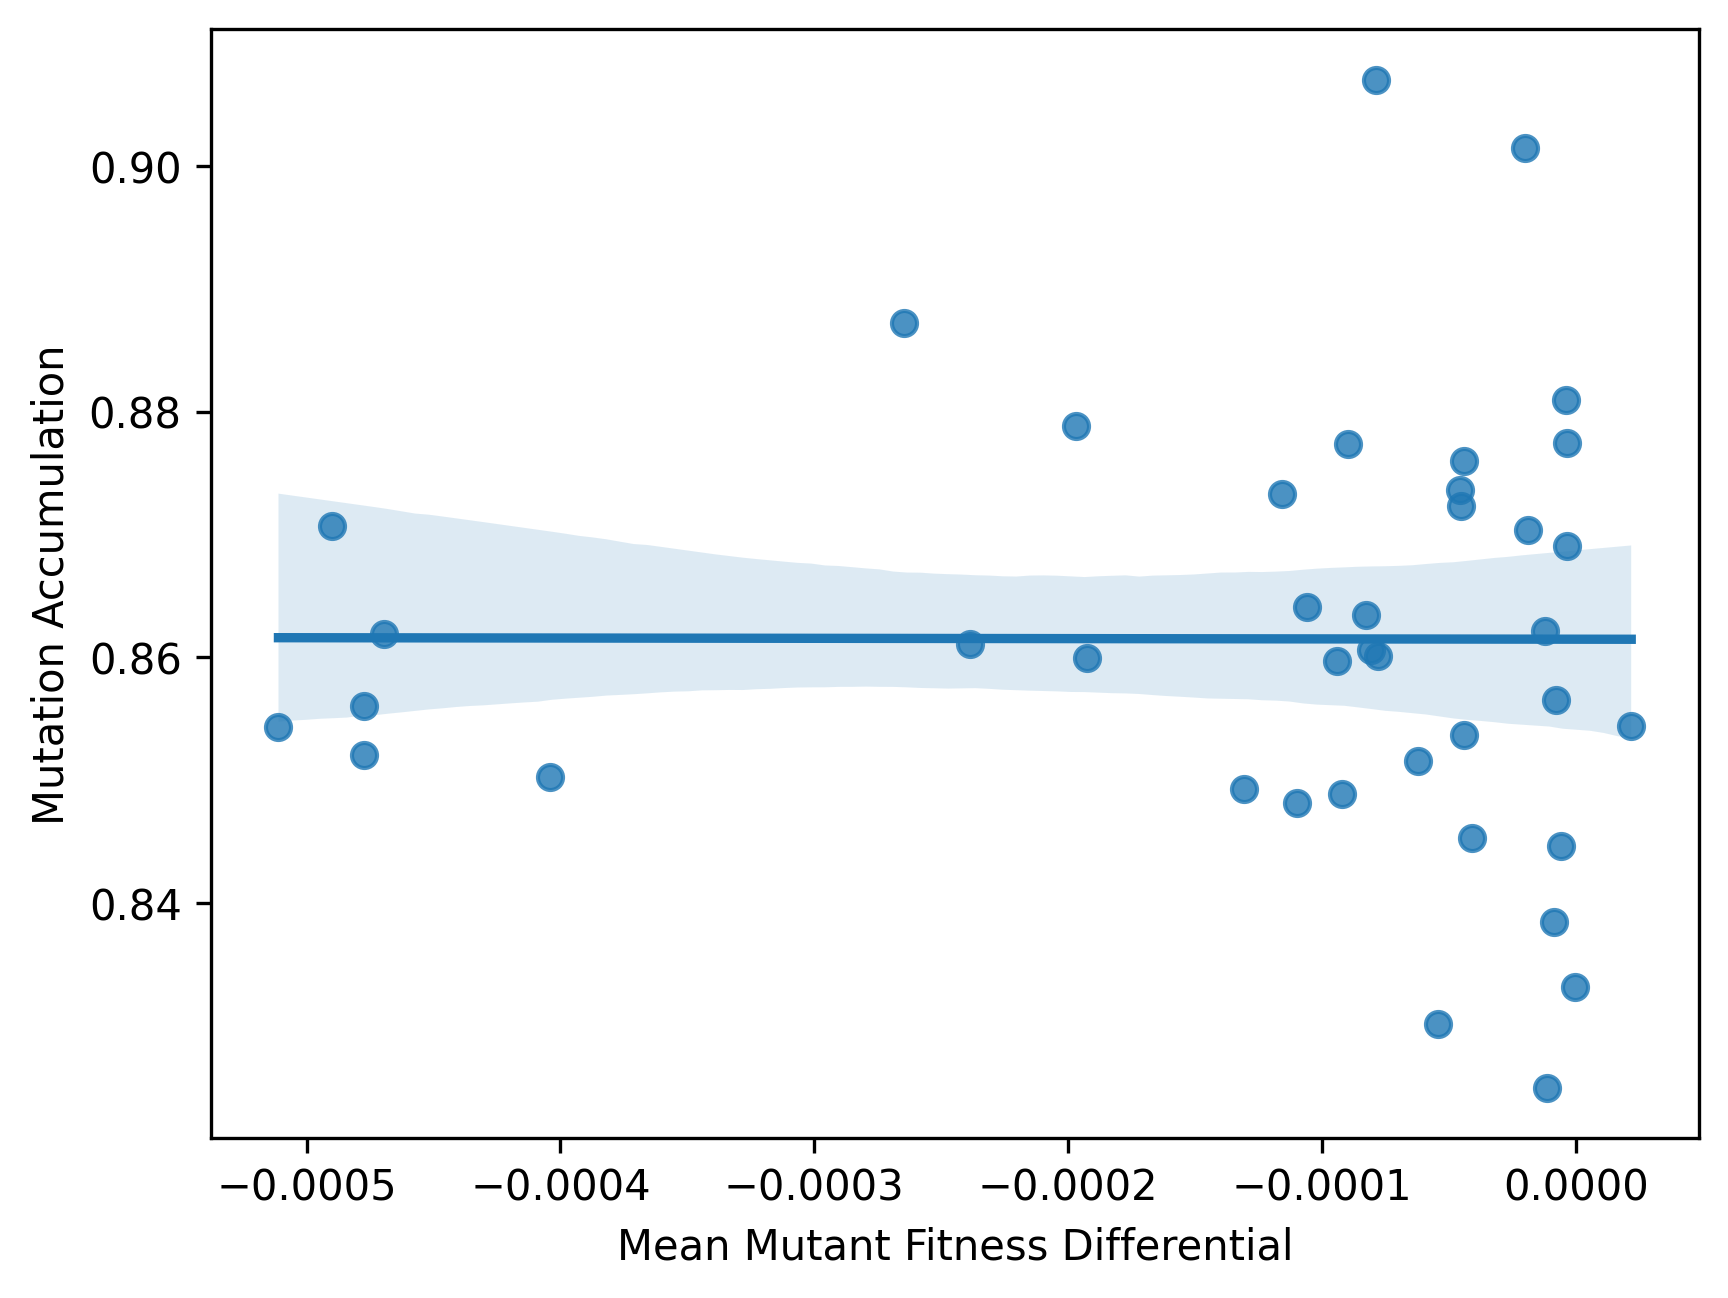 Mutation Accumulation
0.90
0.88
0.86
0.84
−0.0005 −0.0004 −0.0003 −0.0002 −0.0001 0.0000
Mean Mutant Fitness Differential